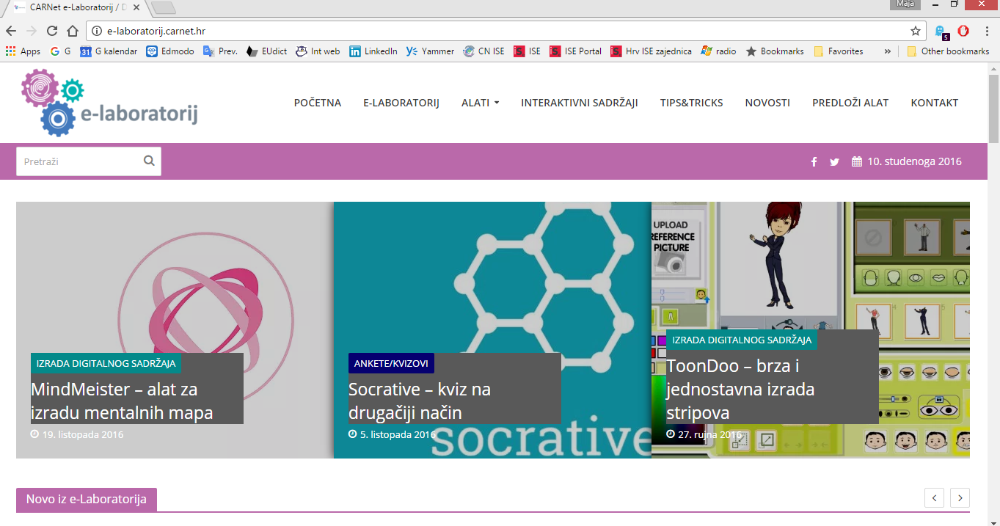 CARNet e-Laboratorij / D
Maja
e-laboratorij.carnet.hr
5
Apps G G 31 G kalendar Edmodo Prev. EUdict Int web in LinkedIn Yammer CN ISE ISE ISE Portal Hrv ISE zajednica radio Bookmarks Favorites » Other bookmarks
e-laboratorij
POČETNA E-LABORATORIJ ALATI INTERAKTIVNI SADRŽAJI TIPS&TRICKS NOVOSTI PREDLOŽI ALAT KONTAKT
Pretraži
10. studenoga 2016
IZRADA DIGITALNOG SADRŽAJA
MindMeister – alat za
izradu mentalnih mapa
19. listopada 2016
ANKETE/KVIZOVI
Socrative – kviz na
drugačiji način
5. listopada 2016
socrative
UPLOAD
REFERENCE
PICTURE
IZRADA DIGITALNOG SADRŽAJA
ToonDoo – brza i
jednostavna izrada
stripova
27. rujna 2016
Novo iz e-Laboratorija